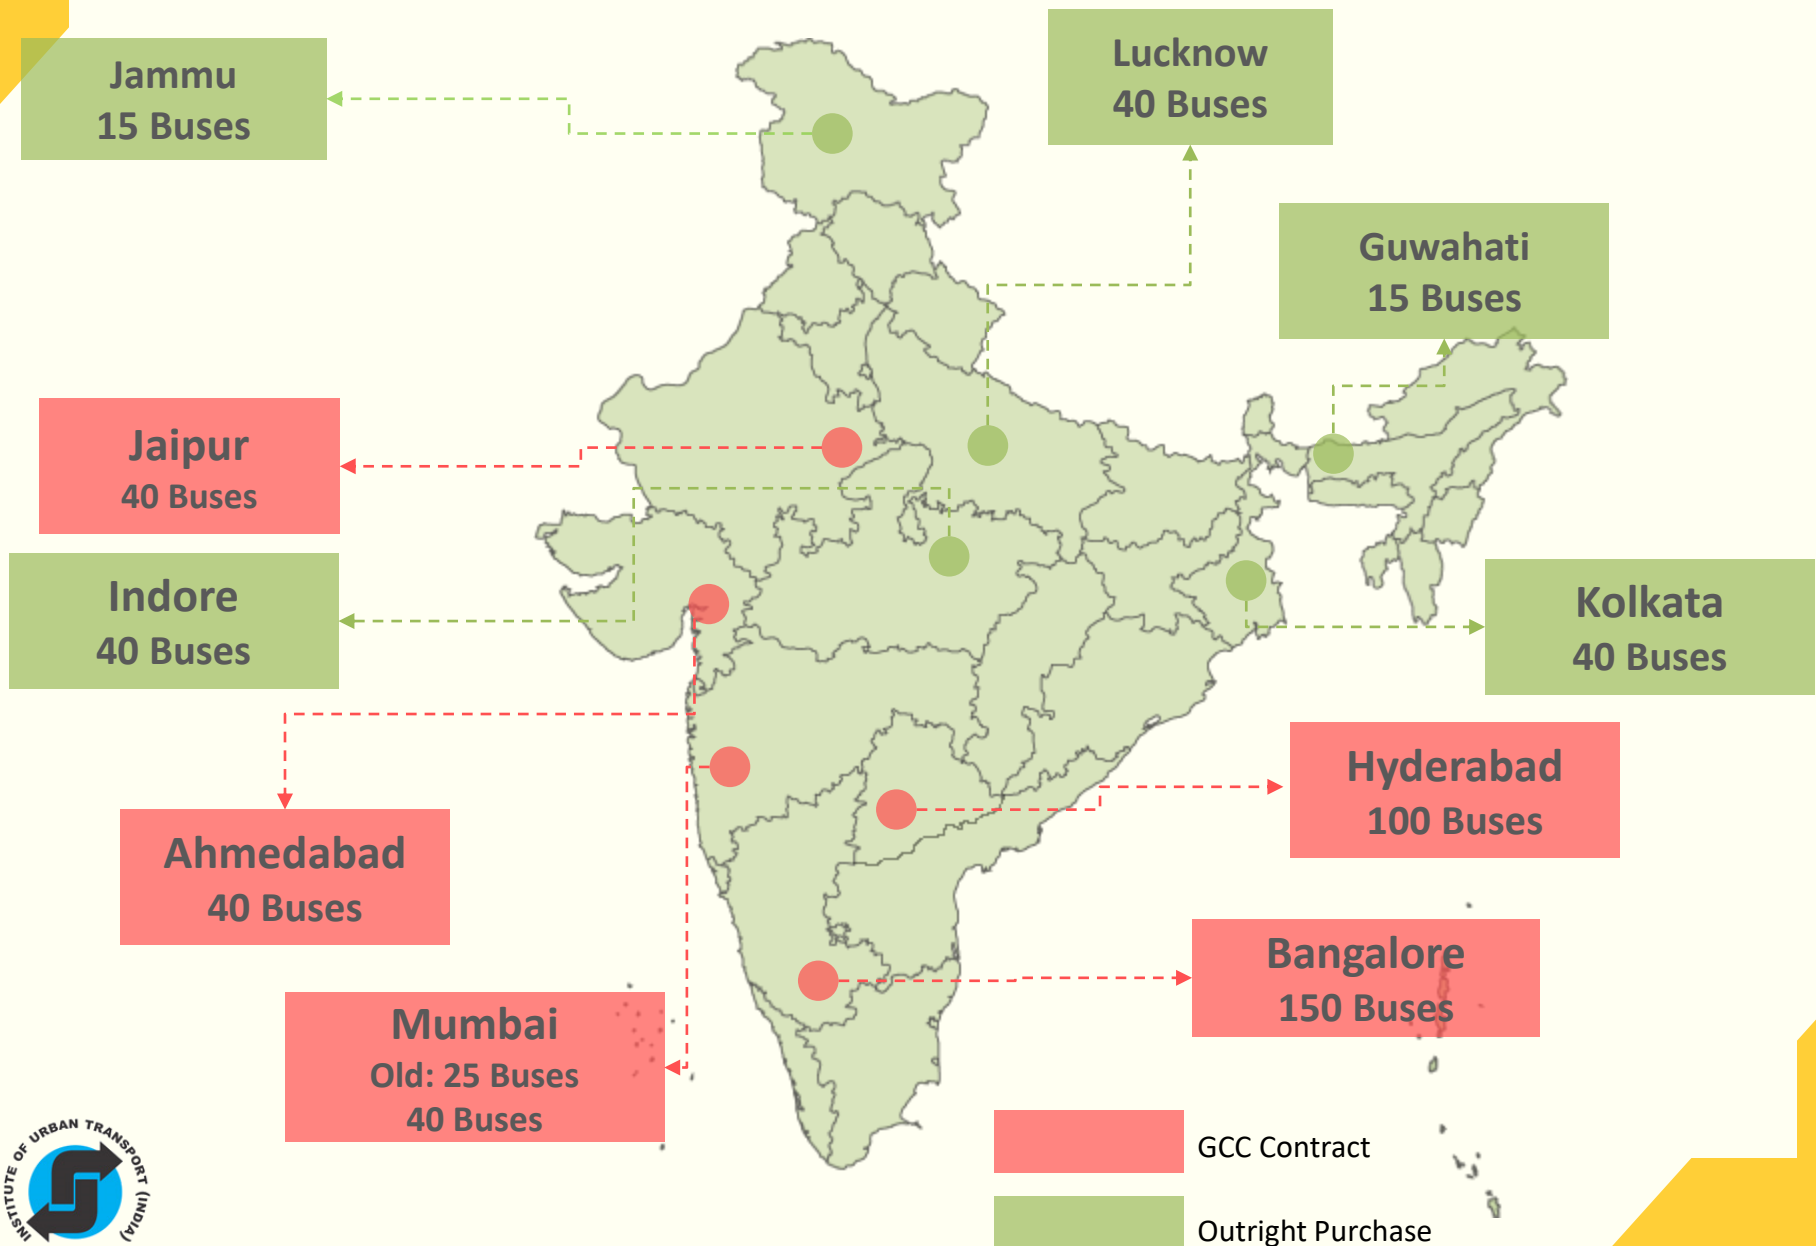 Jammu
15 Buses
Lucknow
40 Buses
Guwahati
15 Buses
Jaipur
40 Buses
Indore
40 Buses
Kolkata
40 Buses
Hyderabad
100 Buses
Ahmedabad
40 Buses
Bangalore
150 Buses
Mumbai
Old: 25 Buses
40 Buses
GCC Contract
Outright Purchase
INSTITUTE OF URBAN TRANSPORT (INDIA)